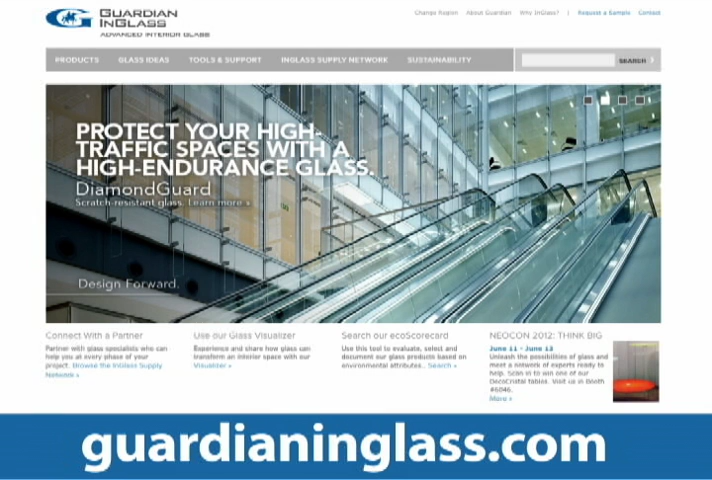 GUARDIAN
INGLASS
ADVANCED INTERIOR GLASS
Change Region About Guardian Why InGlass? | Request a Sample Contact
PRODUCTS GLASS IDEAS TOOLS & SUPPORT INGLASS SUPPLY NETWORK SUSTAINABILITY SEARCH
PROTECT YOUR HIGH-
TRAFFIC SPACES WITH A
HIGH-ENDURANCE GLASS.
DiamondGuard
Scratch-resistant glass. Learn more »
Design Forward.
Connect With a Partner
Partner with glass specialists who can
help you at every phase of your
project. Browse the InGlass Supply
Network »
Use our Glass Visualizer
Experience and share how glass can
transform an interior space with our
Visualizer »
Search our ecoScorecard
Use this tool to evaluate, select and
document our glass products based on
environmental attributes.. Search »
NEOCON 2012: THINK BIG
June 11 - June 13
Unleash the possibilities of glass and
meet a network of experts ready to
help. Scan in to win one of our
DecoCristal tables. Visit us in Booth
#6046.
More »
guardianinglass.com